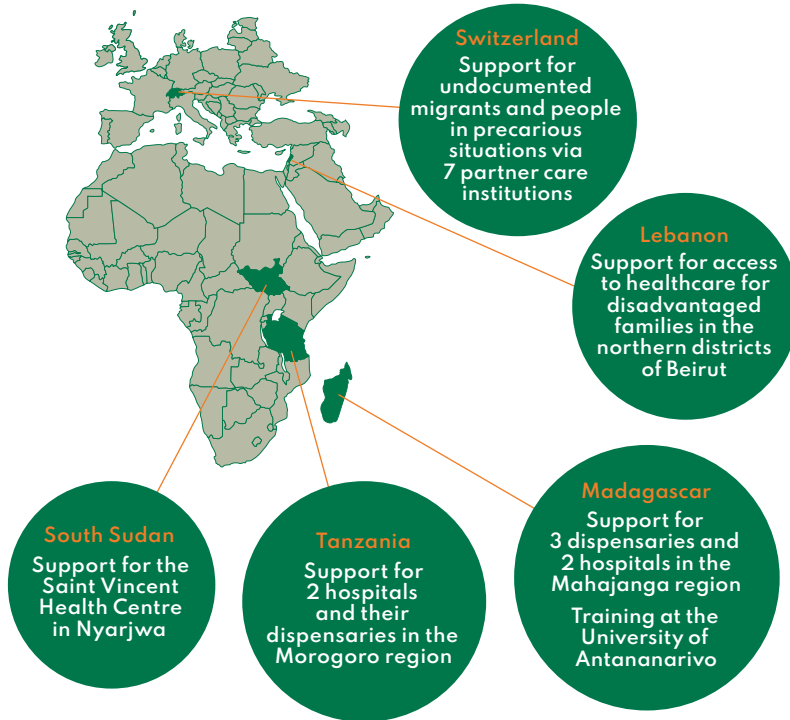 Switzerland
Support for
undocumented
migrants and people
in precarious
situations via
7 partner care
institutions
Lebanon
Support for access
to healthcare for
disadvantaged
families in the
northern districts
of Beirut
South Sudan
Support for the
Saint Vincent
Health Centre
in Nyarjwa
Tanzania
Support for
2 hospitals
and their
dispensaries in the
Morogoro region
Madagascar
Support for
3 dispensaries and
2 hospitals in the
Mahajanga region
Training at the
University of
Antananarivo